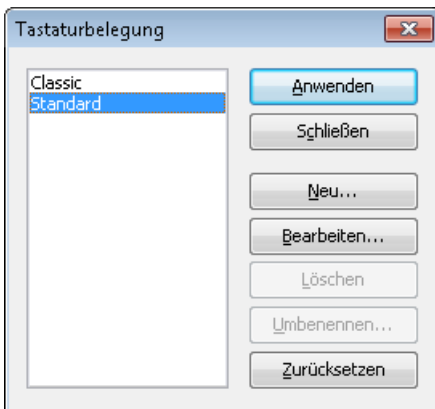 Tastaturbelegung
Classic
Standard
Anwenden
Schließen
Neu...
Bearbeiten...
Löschen
Umbenennen...
Zurücksetzen